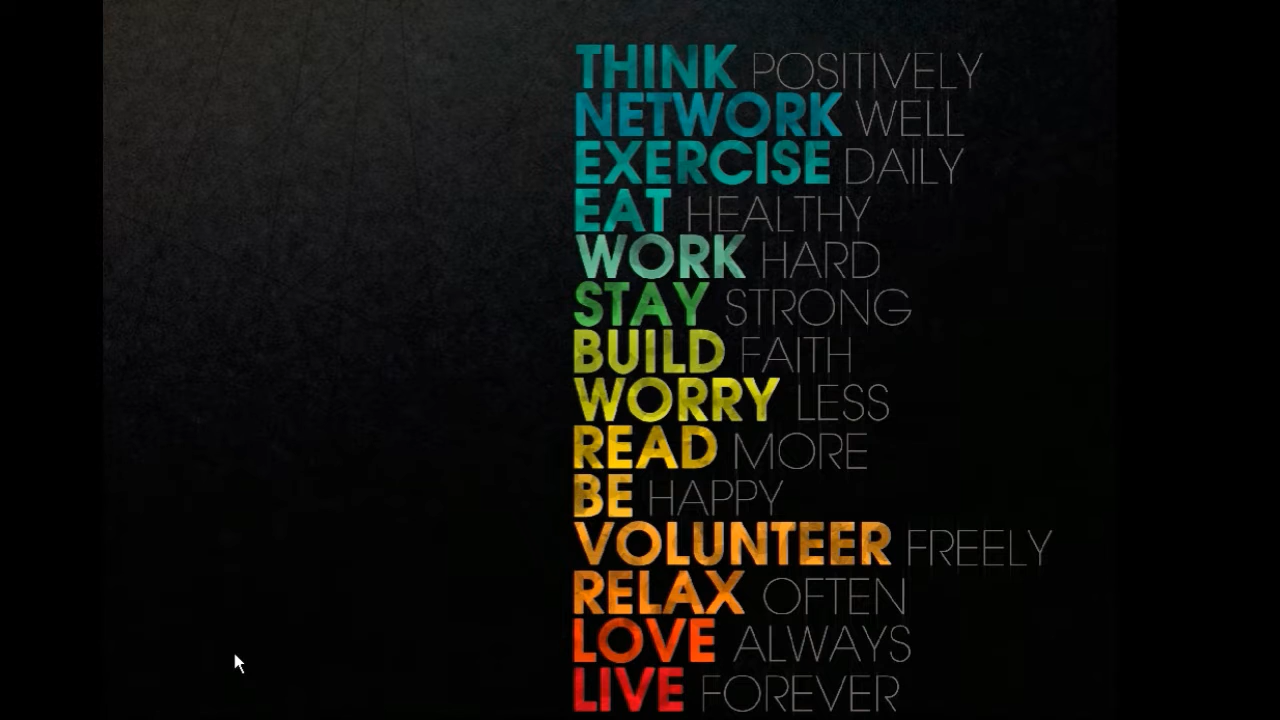 THINK POSITIVELY
NETWORK WELL
EXERCISE DAILY
EAT HEALTHY
WORK HARD
STAY STRONG
BUILD FAITH
WORRY LESS
READ MORE
BE HAPPY
VOLUNTEER FREELY
RELAX OFTEN
LOVE ALWAYS
LIVE FOREVER